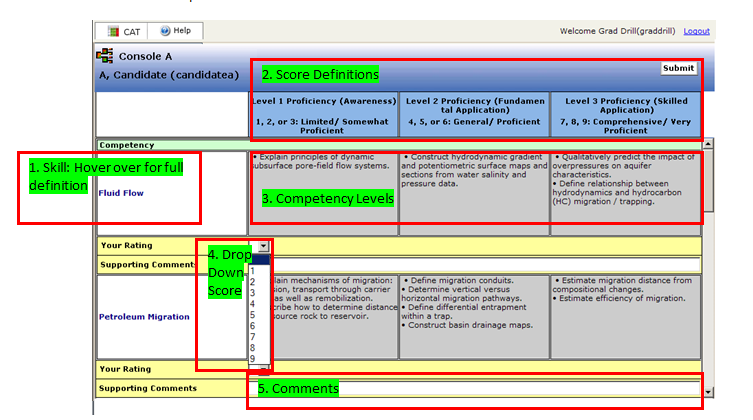 CAT Help
Welcome Grad Drill(graddrill) Logout
Console A
A, Candidate (candidatea)
2. Score Definitions
Submit
Level 1 Proficiency (Awareness)
1, 2, or 3: Limited/ Somewhat
Proficient
Level 2 Proficiency (Fundamen
tal Application)
4, 5, or 6: General/ Proficient
Level 3 Proficiency (Skilled
Application)
7, 8, 9: Comprehensive/ Very
Proficient
Competency
1. Skill: Hover over for full
definition
Fluid Flow
• Explain principles of dynamic
subsurface pore-field flow systems.
3. Competency Levels
• Construct hydrodynamic gradient
and potentiometric surface maps and
sections from water salinity and
pressure data.
• Qualitatively predict the impact of
overpressures on aquifer
characteristics.
• Define relationship between
hydrodynamics and hydrocarbon
(HC) migration / trapping.
Your Rating
Supporting Comments
4. Drop
Down
Score
1
2
3
4
5
6
7
8
9
Petroleum Migration
lain mechanisms of migration:
sion, transport through carrier
as well as remobilization.
cribe how to determine distance
source rock to reservoir.
• Define migration conduits.
• Determine vertical versus
horizontal migration pathways.
• Define differential entrapment
within a trap.
• Construct basin drainage maps.
• Estimate migration distance from
compositional changes.
• Estimate efficiency of migration.
Your Rating
Supporting Comments
5. Comments